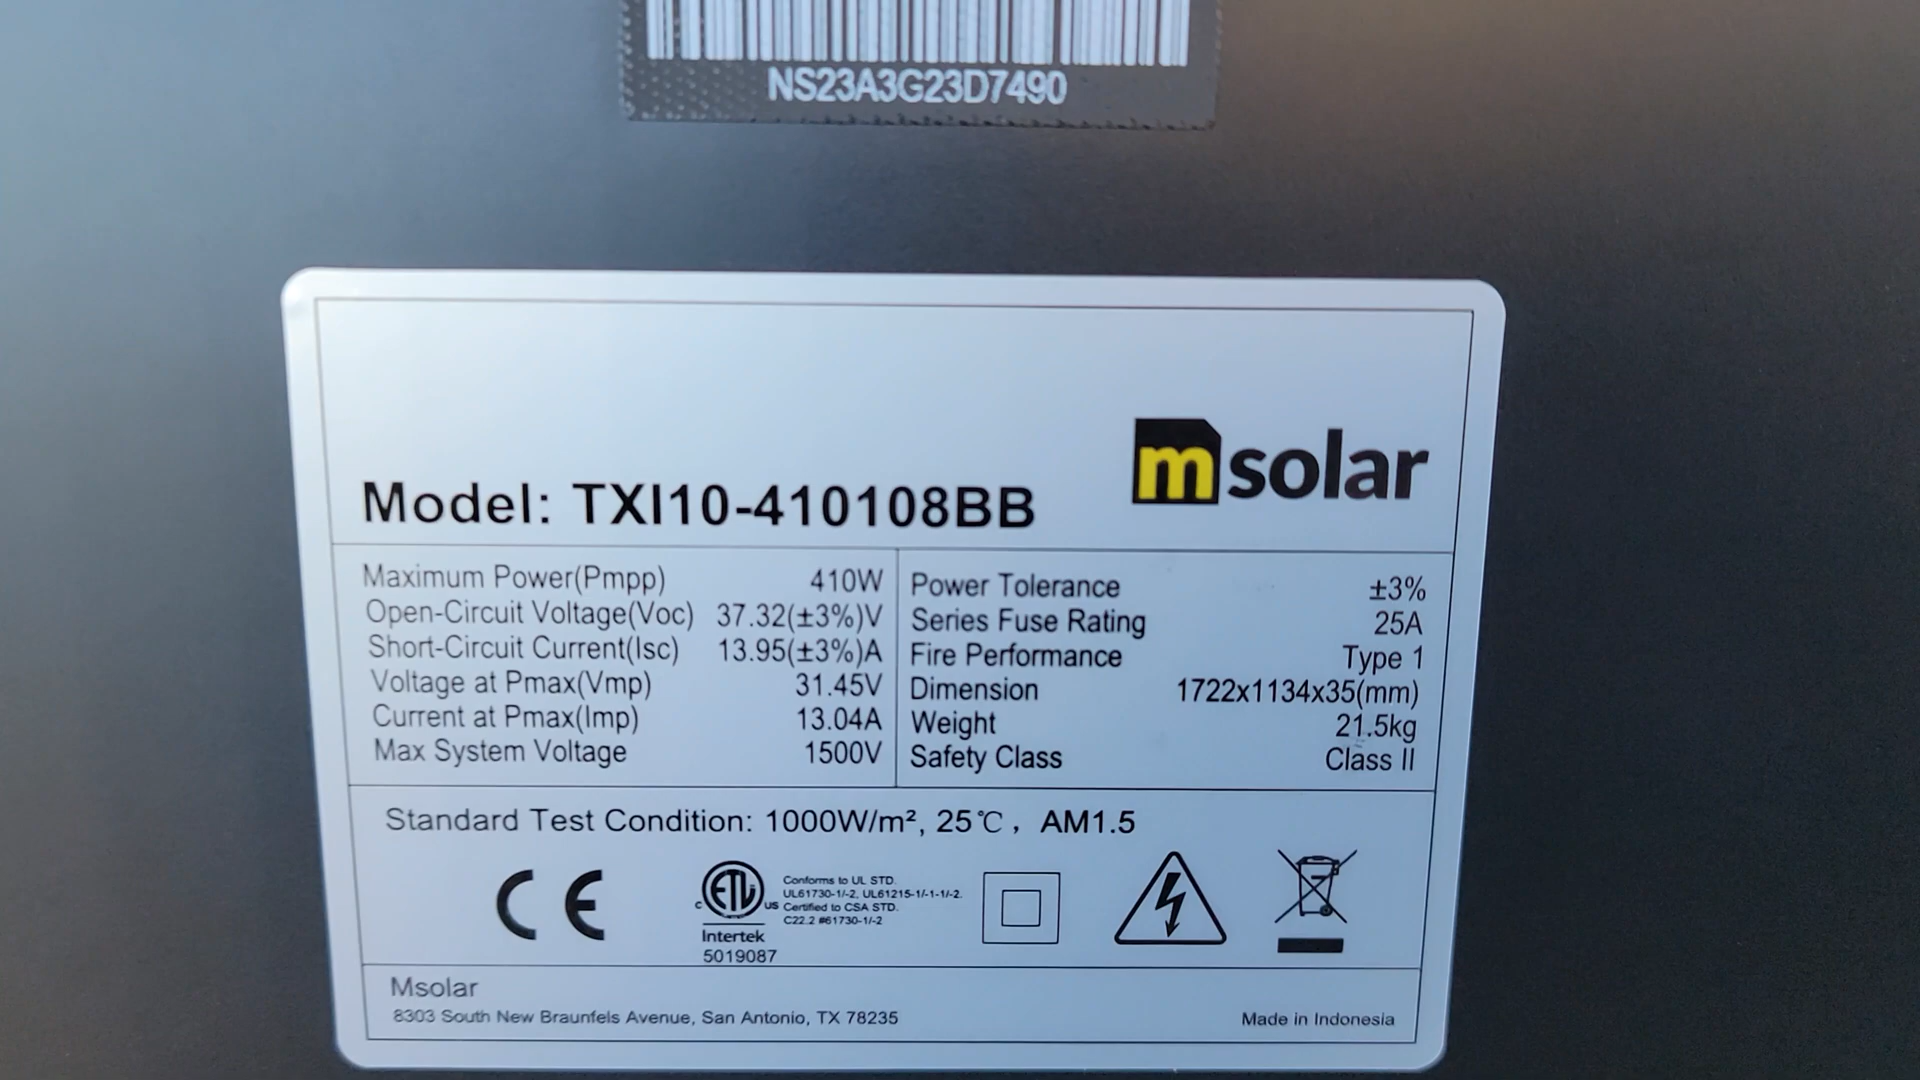 NS23A3G23D7490
msolar
Model: TXI10-410108BB
Maximum Power(Pmpp) 410W
Open-Circuit Voltage(Voc) 37.32(±3%)V
Short-Circuit Current(Isc) 13.95(±3%)A
Voltage at Pmax(Vmp) 31.45V
Current at Pmax(Imp) 13.04A
Max System Voltage 1500V
Power Tolerance ±3%
Series Fuse Rating 25A
Fire Performance Type 1
Dimension 1722x1134x35(mm)
Weight 21.5kg
Safety Class Class II
Standard Test Condition: 1000W/m², 25℃, AM1.5
CE
c ETL us
Intertek
5019087
Conforms to UL STD.
UL61730-1/-2, UL61215-1/-1-1/-2.
Certified to CSA STD.
C22.2 #61730-1/-2
Msolar
8303 South New Braunfels Avenue, San Antonio, TX 78235
Made in Indonesia